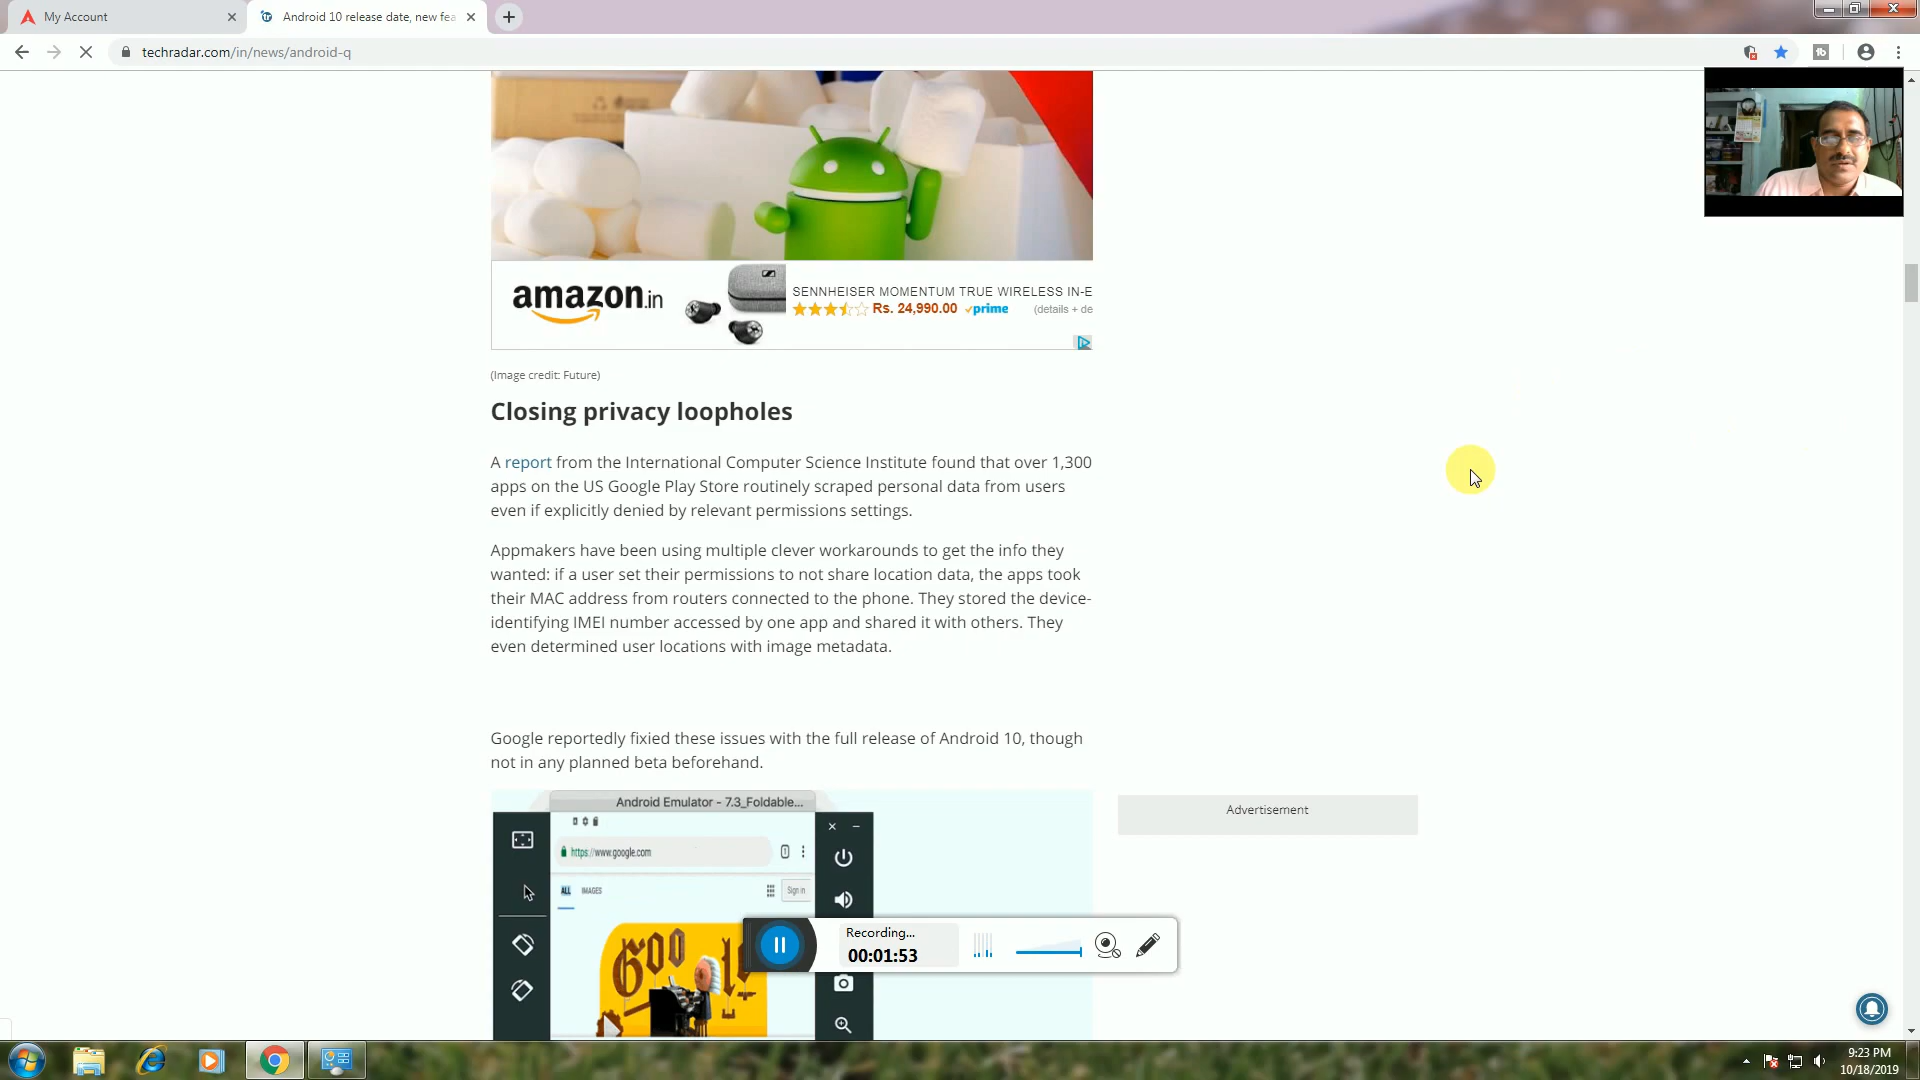 My Account
Android 10 release date, new fea
techradar.com/in/news/android-q
amazon.in
SENNHEISER MOMENTUM TRUE WIRELESS IN-E
Rs. 24,990.00 prime (details + de
(Image credit: Future)
Closing privacy loopholes
A report from the International Computer Science Institute found that over 1,300
apps on the US Google Play Store routinely scraped personal data from users
even if explicitly denied by relevant permissions settings.
Appmakers have been using multiple clever workarounds to get the info they
wanted: if a user set their permissions to not share location data, the apps took
their MAC address from routers connected to the phone. They stored the device-
identifying IMEI number accessed by one app and shared it with others. They
even determined user locations with image metadata.
Google reportedly fixied these issues with the full release of Android 10, though
not in any planned beta beforehand.
Android Emulator - 7.3_Foldable...
https://www.google.com
ALL IMAGES Sign in
Advertisement
Recording...
00:01:53
9:23 PM
10/18/2019